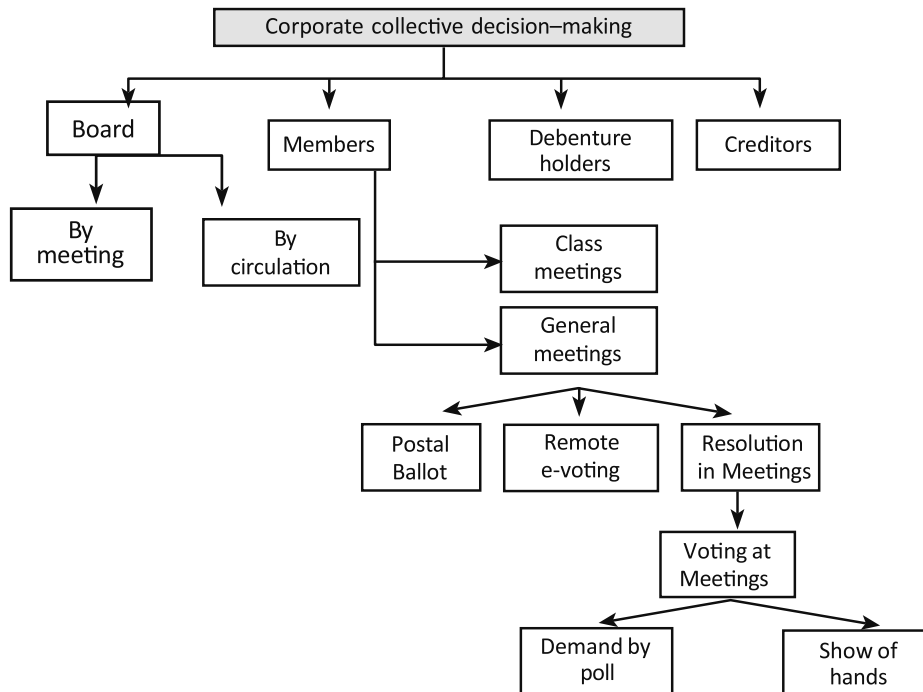 Corporate collective decision–making
Board
Members
Debenture
holders
Creditors
By
meeting
By
circulation
Class
meetings
General
meetings
Postal
Ballot
Remote
e-voting
Resolution
in Meetings
Voting at
Meetings
Demand by
poll
Show of
hands